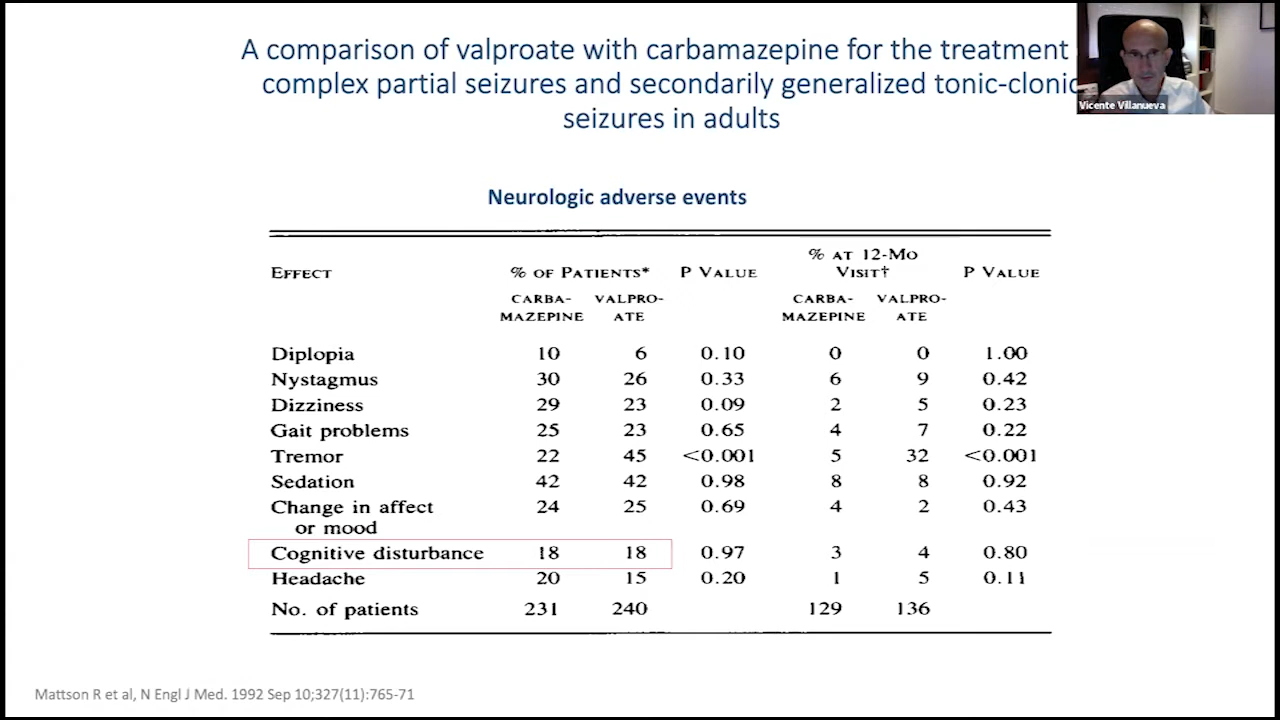 A comparison of valproate with carbamazepine for the treatment
complex partial seizures and secondarily generalized tonic-clonic
seizures in adults
Vicente Villanueva
Neurologic adverse events
EFFECT % OF PATIENTS* P VALUE % AT 12-MO VISIT† P VALUE
CARBA-MAZEPINE VALPRO-ATE CARBA-MAZEPINE VALPRO-ATE
Diplopia 10 6 0.10 0 0 1.00
Nystagmus 30 26 0.33 6 9 0.42
Dizziness 29 23 0.09 2 5 0.23
Gait problems 25 23 0.65 4 7 0.22
Tremor 22 45 <0.001 5 32 <0.001
Sedation 42 42 0.98 8 8 0.92
Change in affect 24 25 0.69 4 2 0.43
or mood
Cognitive disturbance 18 18 0.97 3 4 0.80
Headache 20 15 0.20 1 5 0.11
No. of patients 231 240 129 136
Mattson R et al, N Engl J Med. 1992 Sep 10;327(11):765-71